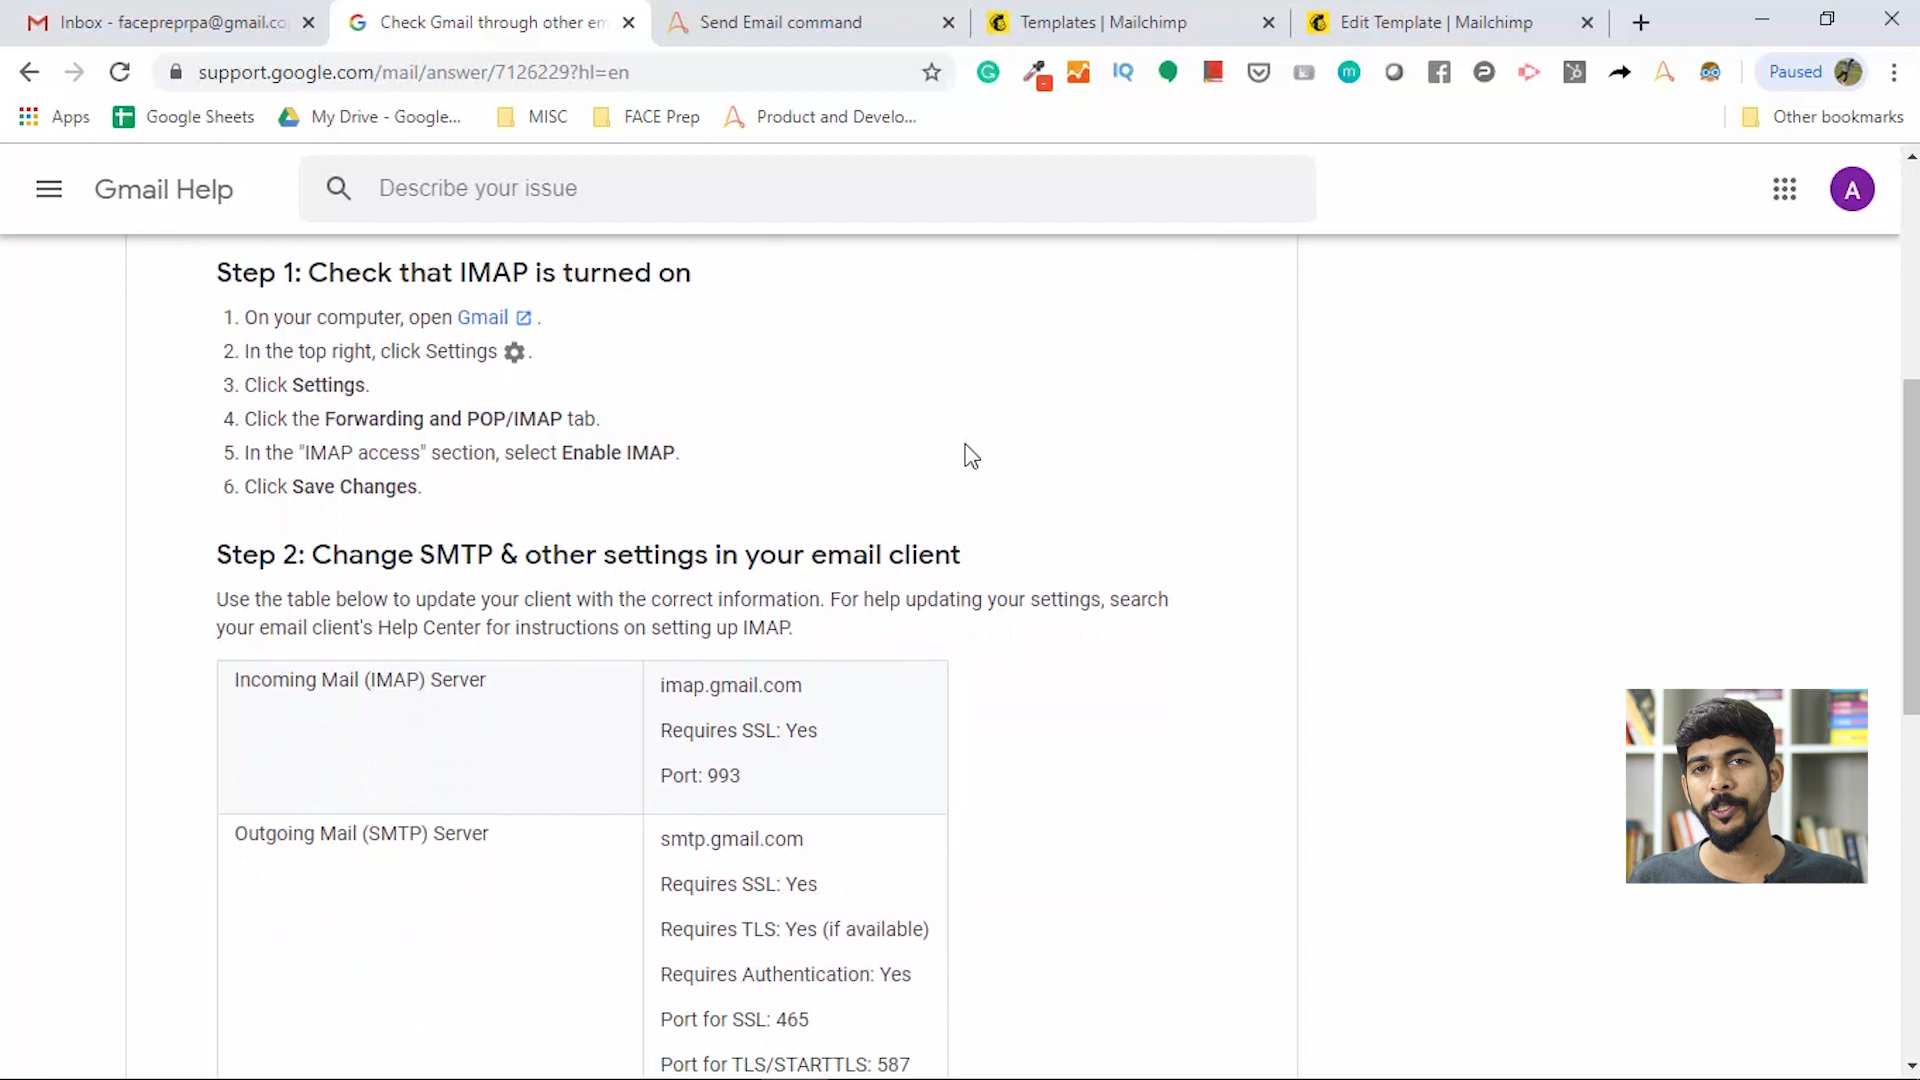 Inbox - facepreprpa@gmail.co
Check Gmail through other em
Send Email command
Templates | Mailchimp
Edit Template | Mailchimp
support.google.com/mail/answer/7126229?hl=en
Paused
Apps
Google Sheets
My Drive - Google...
MISC
FACE Prep
Product and Develo...
Other bookmarks
Gmail Help
Describe your issue
A
Step 1: Check that IMAP is turned on
1. On your computer, open Gmail .
2. In the top right, click Settings .
3. Click Settings.
4. Click the Forwarding and POP/IMAP tab.
5. In the "IMAP access" section, select Enable IMAP.
6. Click Save Changes.
Step 2: Change SMTP & other settings in your email client
Use the table below to update your client with the correct information. For help updating your settings, search
your email client's Help Center for instructions on setting up IMAP.
Incoming Mail (IMAP) Server
imap.gmail.com
Requires SSL: Yes
Port: 993
Outgoing Mail (SMTP) Server
smtp.gmail.com
Requires SSL: Yes
Requires TLS: Yes (if available)
Requires Authentication: Yes
Port for SSL: 465
Port for TLS/STARTTLS: 587